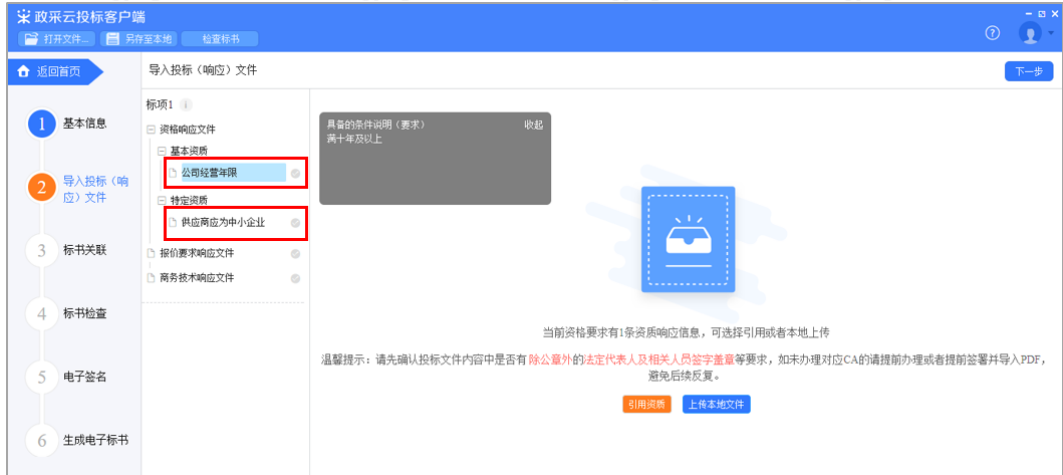 政采云投标客户端
打开文件... 另存至本地 检查标书
返回首页
导入投标（响应）文件
下一步
1 基本信息
2 导入投标（响
应）文件
3 标书关联
4 标书检查
5 电子签名
6 生成电子标书
标项1
资格响应文件
基本资质
公司经营年限
特定资质
供应商应为中小企业
报价要求响应文件
商务技术响应文件
具备的条件说明（要求） 收起
满十年及以上
当前资格要求有1条资质响应信息，可选择引用或者本地上传
温馨提示：请先确认投标文件内容中是否有 除公章外的法定代表人及相关人员签字盖章等要求，如未办理对应CA的请提前办理或者提前签署并导入PDF，
避免后续反复。
引用资质 上传本地文件